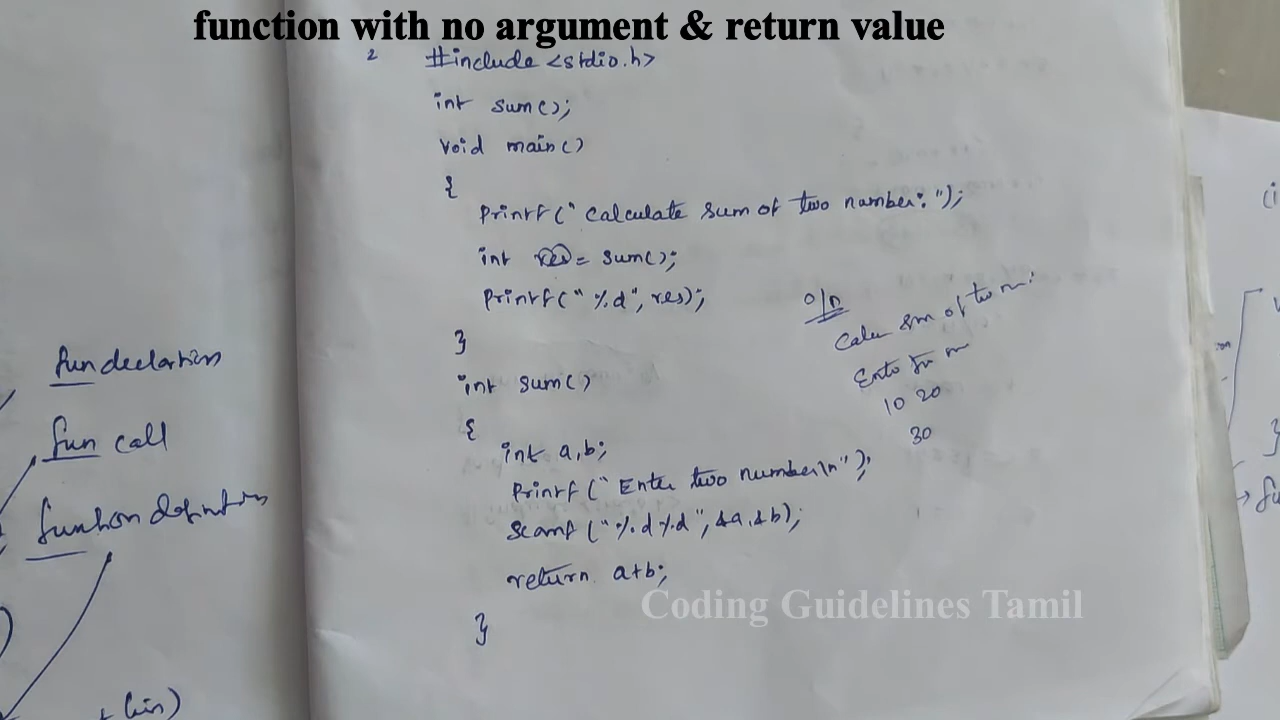 function with no argument & return value
2 #include <stdio.h>
int sum();
void main()
{
printf(" Calculate sum of two number: ");
int res = sum();
printf(" %d", res);
}
int sum()
{
int a,b;
printf (" Enter two number\n");
scanf (" %d %d ", &a, &b);
return a+b;
}
o/p
10 20
30
fun declaration
fun call
function definition
Coding Guidelines Tamil